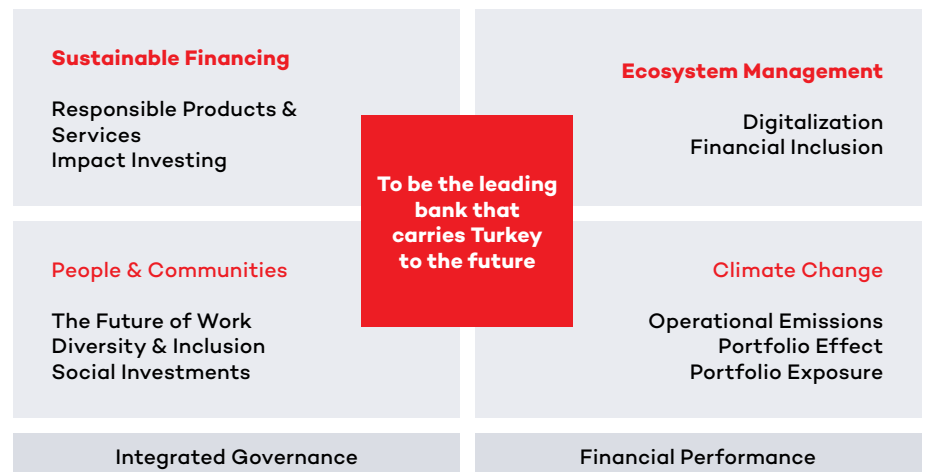 Sustainable Financing
Responsible Products &
Services
Impact Investing
Ecosystem Management
Digitalization
Financial Inclusion
To be the leading
bank that
carries Turkey
to the future
People & Communities
The Future of Work
Diversity & Inclusion
Social Investments
Climate Change
Operational Emissions
Portfolio Effect
Portfolio Exposure
Integrated Governance
Financial Performance